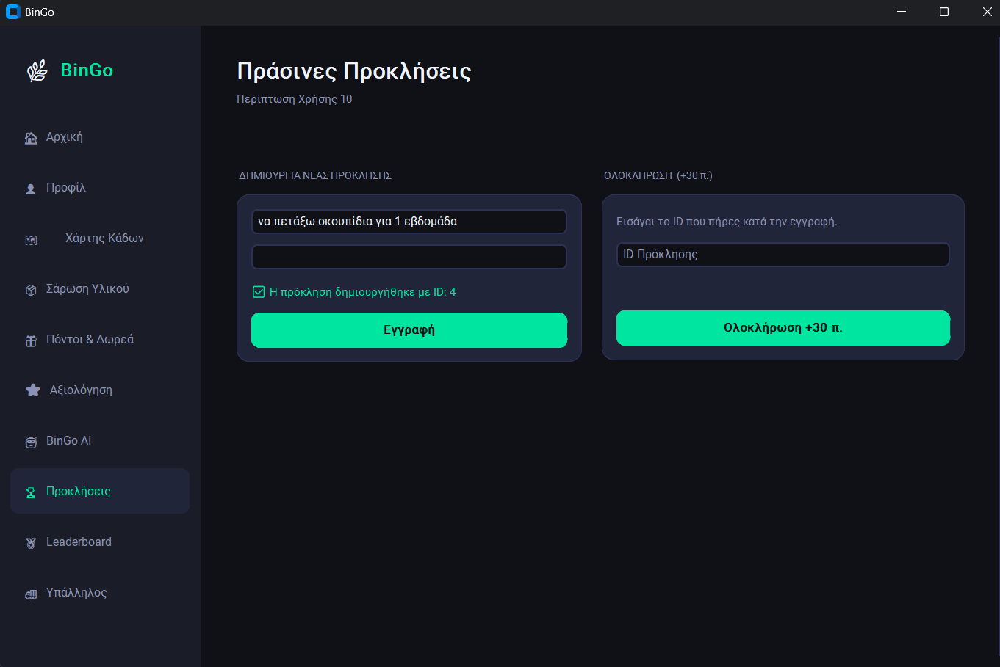 BinGo
BinGo
Αρχική
Προφίλ
Χάρτης Κάδων
Σάρωση Υλικού
Πόντοι & Δωρεά
Αξιολόγηση
BinGo AI
Προκλήσεις
Leaderboard
Υπάλληλος
Πράσινες Προκλήσεις
Περίπτωση Χρήσης 10
ΔΗΜΙΟΥΡΓΙΑ ΝΕΑΣ ΠΡΟΚΛΗΣΗΣ
να πετάξω σκουπίδια για 1 εβδομάδα
Η πρόκληση δημιουργήθηκε με ID: 4
Εγγραφή
ΟΛΟΚΛΗΡΩΣΗ (+30 π.)
Εισάγαι το ID που πήρες κατά την εγγραφή.
ID Πρόκλησης
Ολοκλήρωση +30 π.